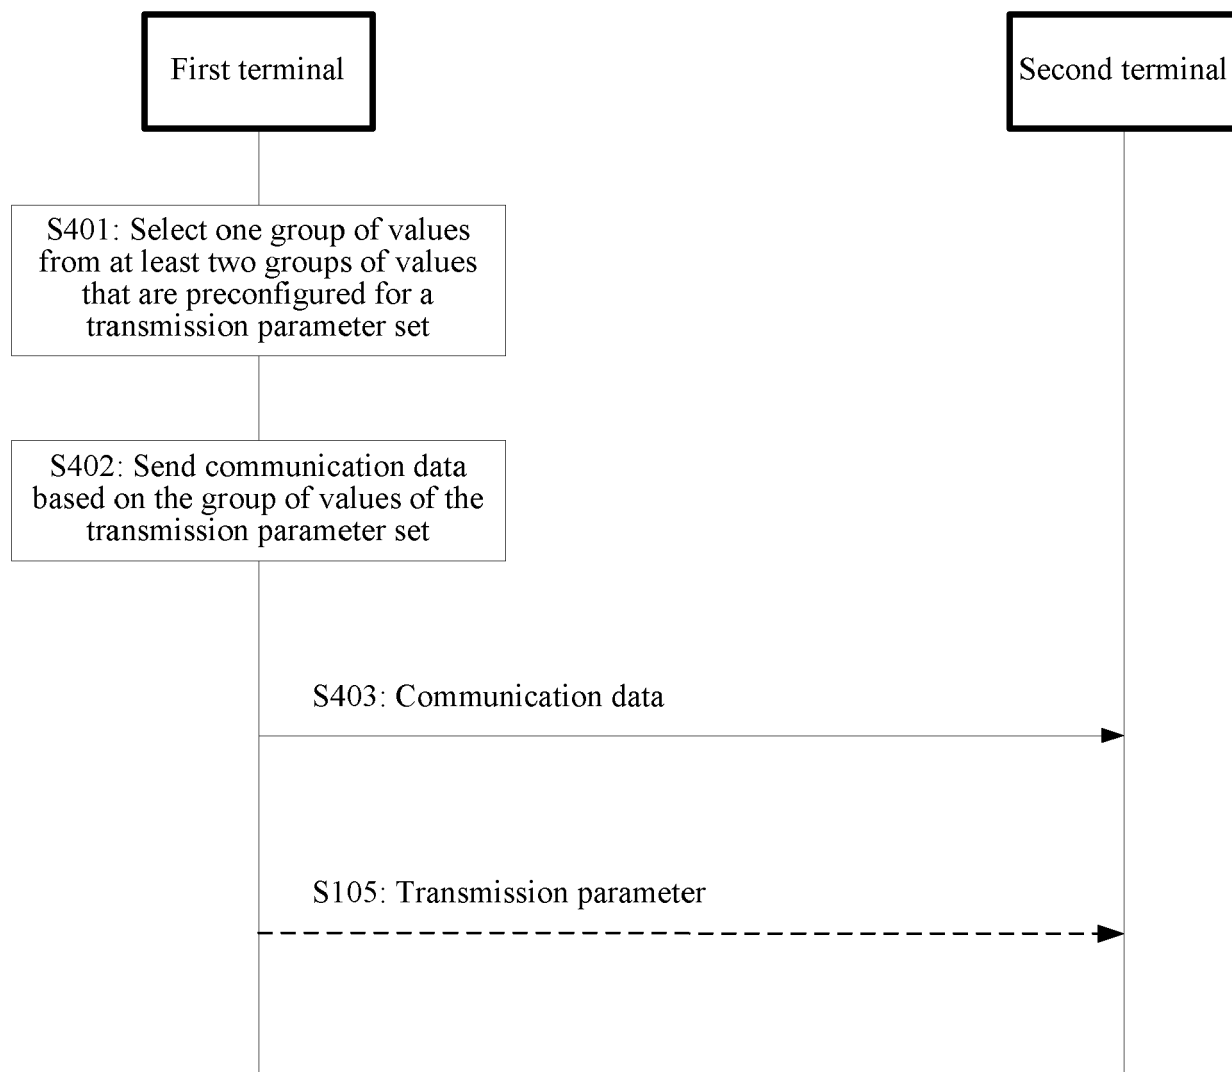 First terminal
Second terminal
S401: Select one group of values
from at least two groups of values
that are preconfigured for a
transmission parameter set
S402: Send communication data
based on the group of values of the
transmission parameter set
S403: Communication data
S105: Transmission parameter